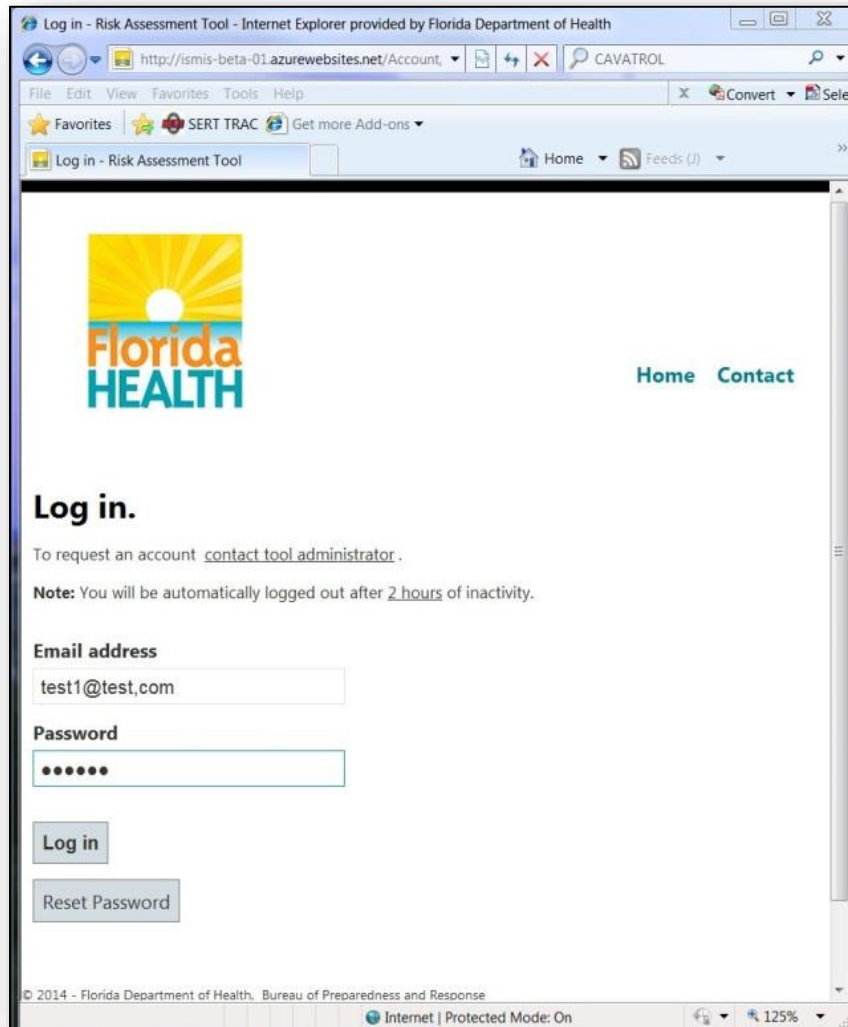 Log in - Risk Assessment Tool - Internet Explorer provided by Florida Department of Health
http://ismis-beta-01.azurewebsites.net/Account, CAVATROL
File Edit View Favorites Tools Help x Convert Sele
Favorites SERT TRAC Get more Add-ons
Log in - Risk Assessment Tool Home Feeds (J) »
Florida
HEALTH
Home Contact
Log in.
To request an account contact tool administrator .
Note: You will be automatically logged out after 2 hours of inactivity.
Email address
test1@test,com
Password
••••••
Log in
Reset Password
© 2014 - Florida Department of Health, Bureau of Preparedness and Response
Internet | Protected Mode: On 125%